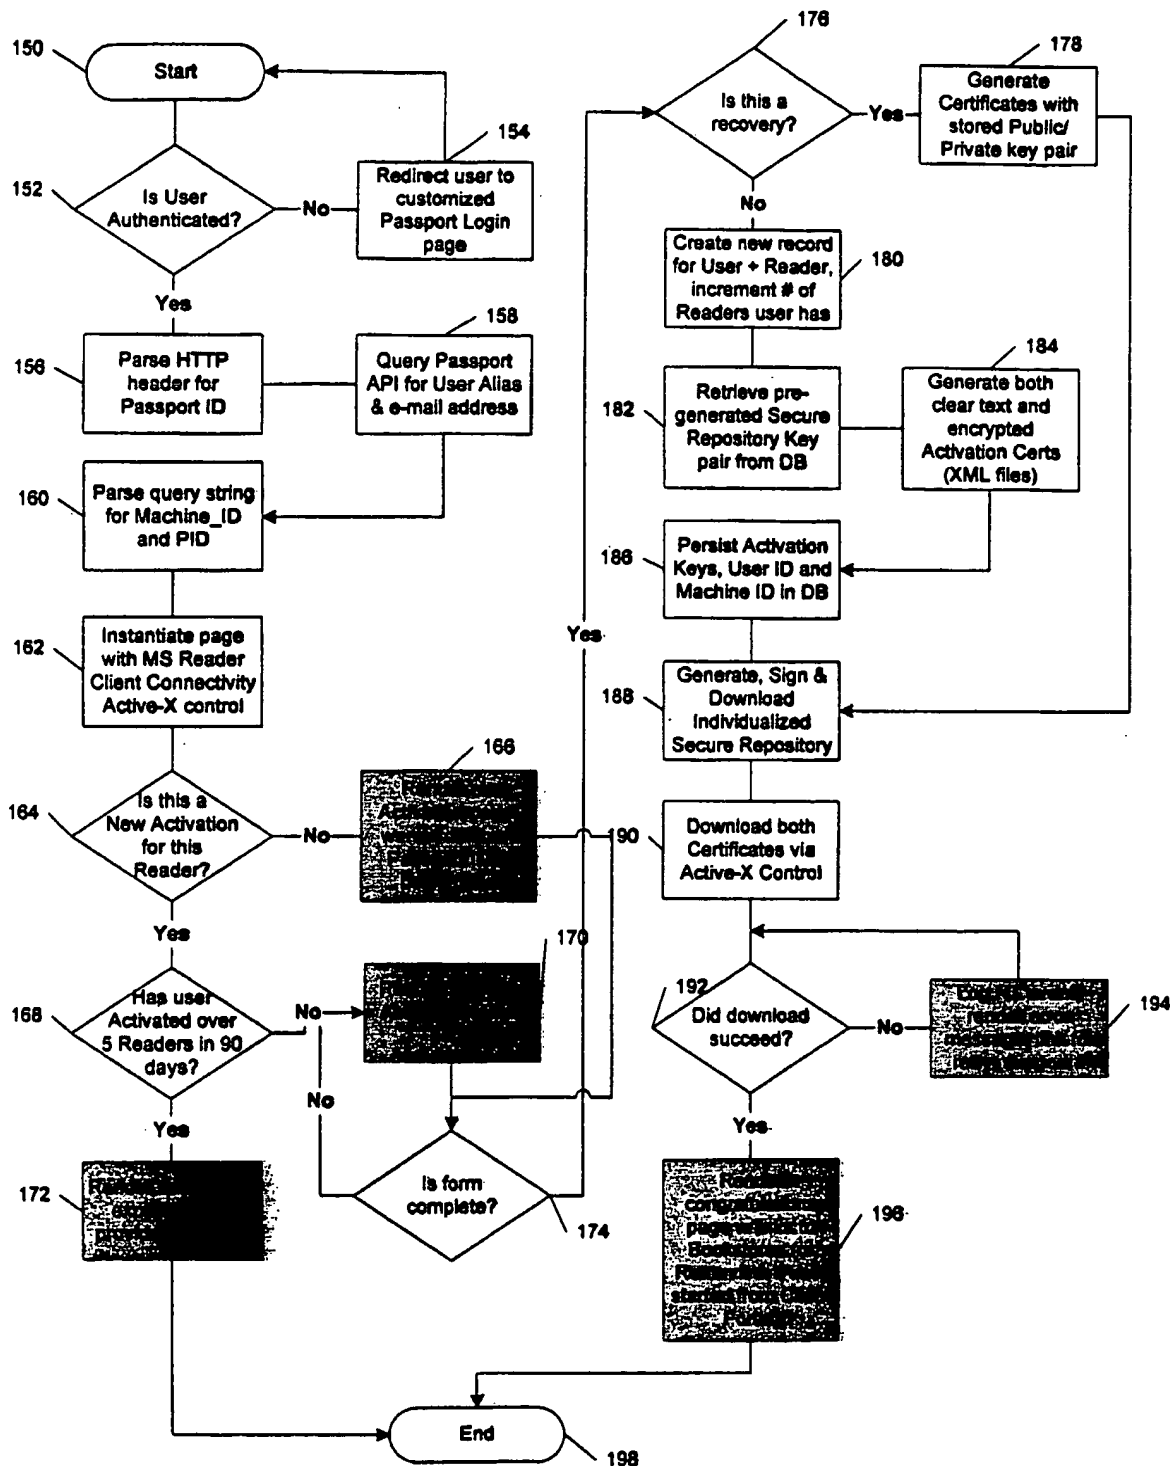 150
Start
154
Redirect user to
customized
Passport Login
page
152
Is User
Authenticated?
No
Yes
156
Parse HTTP
header for
Passport ID
158
Query Passport
API for User Alias
& e-mail address
160
Parse query string
for Machine_ID
and PID
162
Instantiate page
with MS Reader
Client Connectivity
Active-X control
164
Is this a
New Activation
for this
Reader?
No
166
Yes
168
Has user
Activated over
5 Readers in 90
days?
No
170
No
Yes
172
Is form
complete?
174
Yes
176
Is this a
recovery?
Yes
178
Generate
Certificates with
stored Public/
Private key pair
No
Create new record
for User + Reader,
increment # of
Readers user has
180
182
Retrieve pre-
generated Secure
Repository Key
pair from DB
184
Generate both
clear text and
encrypted
Activation Certs
(XML files)
186
Persist Activation
Keys, User ID and
Machine ID in DB
188
Generate, Sign &
Download
Individualized
Secure Repository
190
Download both
Certificates via
Active-X Control
192
Did download
succeed?
No
194
Yes
196
End
198